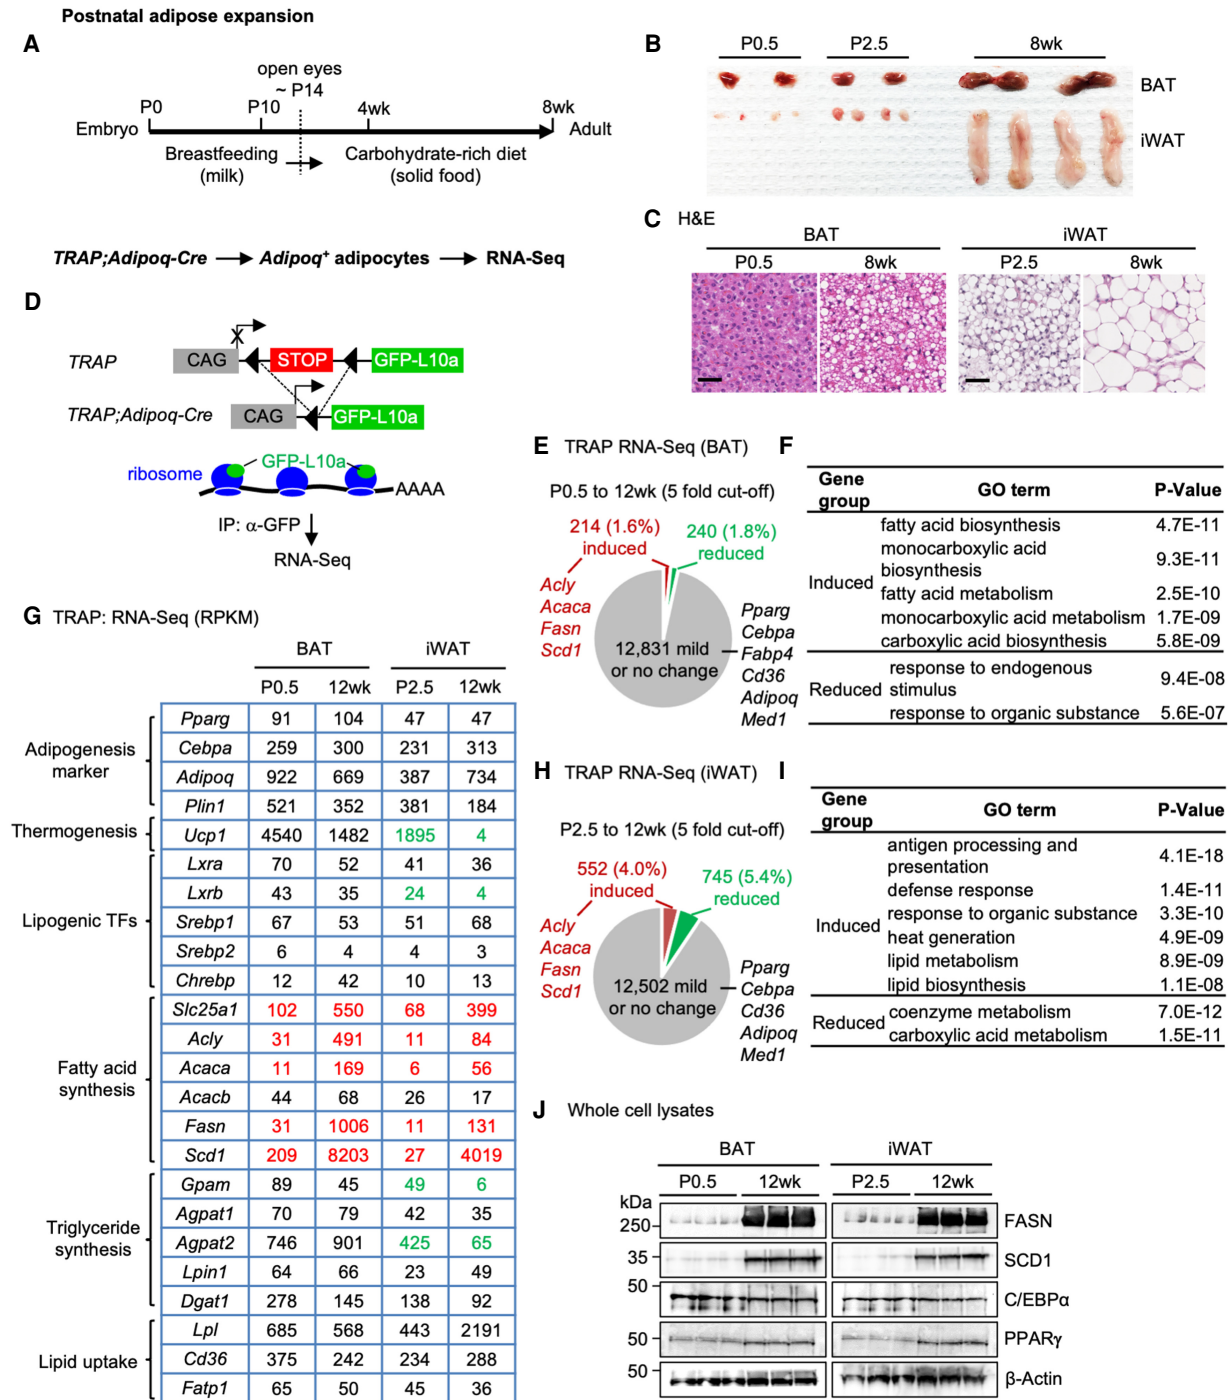 Postnatal adipose expansion
A
open eyes
~ P14
P0
P10
4wk
8wk
Embryo
Adult
Breastfeeding
(milk)
Carbohydrate-rich diet
(solid food)
B
P0.5
P2.5
8wk
BAT
iWAT
C
H&E
BAT
iWAT
P0.5
8wk
P2.5
8wk
TRAP;Adipoq-Cre
Adipoq+ adipocytes
RNA-Seq
D
TRAP
X
CAG
STOP
GFP-L10a
TRAP;Adipoq-Cre
CAG
GFP-L10a
ribosome
GFP-L10a
AAAA
IP: α-GFP
RNA-Seq
E
TRAP RNA-Seq (BAT)
P0.5 to 12wk (5 fold cut-off)
214 (1.6%)
induced
240 (1.8%)
reduced
Acly
Acaca
Fasn
Scd1
12,831 mild
or no change
Pparg
Cebpa
Fabp4
Cd36
Adipoq
Med1
F
Gene group GO term P-Value
Induced
fatty acid biosynthesis 4.7E-11
monocarboxylic acid biosynthesis 9.3E-11
fatty acid metabolism 2.5E-10
monocarboxylic acid metabolism 1.7E-09
carboxylic acid biosynthesis 5.8E-09
Reduced
response to endogenous stimulus 9.4E-08
response to organic substance 5.6E-07
G TRAP: RNA-Seq (RPKM)
BAT iWAT
P0.5 12wk P2.5 12wk
Adipogenesis marker
Pparg 91 104 47 47
Cebpa 259 300 231 313
Adipoq 922 669 387 734
Plin1 521 352 381 184
Thermogenesis
Ucp1 4540 1482 1895 4
Lipogenic TFs
Lxra 70 52 41 36
Lxrb 43 35 24 4
Srebp1 67 53 51 68
Srebp2 6 4 4 3
Chrebp 12 42 10 13
Fatty acid synthesis
Slc25a1 102 550 68 399
Acly 31 491 11 84
Acaca 11 169 6 56
Acacb 44 68 26 17
Fasn 31 1006 11 131
Scd1 209 8203 27 4019
Triglyceride synthesis
Gpam 89 45 49 6
Agpat1 70 79 42 35
Agpat2 746 901 425 65
Lpin1 64 66 23 49
Dgat1 278 145 138 92
Lipid uptake
Lpl 685 568 443 2191
Cd36 375 242 234 288
Fatp1 65 50 45 36
H TRAP RNA-Seq (iWAT)
P2.5 to 12wk (5 fold cut-off)
552 (4.0%)
induced
745 (5.4%)
reduced
Acly
Acaca
Fasn
Scd1
12,502 mild
or no change
Pparg
Cebpa
Cd36
Adipoq
Med1
I
Gene group GO term P-Value
Induced
antigen processing and presentation 4.1E-18
defense response 1.4E-11
response to organic substance 3.3E-10
heat generation 4.9E-09
lipid metabolism 8.9E-09
lipid biosynthesis 1.1E-08
Reduced
coenzyme metabolism 7.0E-12
carboxylic acid metabolism 1.5E-11
J Whole cell lysates
BAT iWAT
P0.5 12wk P2.5 12wk
kDa
250 FASN
35 SCD1
50 C/EBPα
50 PPARγ
50 β-Actin